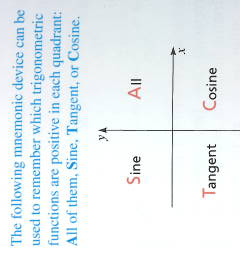 The following mnemonic device can be
used to remember which trigonometric
functions are positive in each quadrant:
All of them, Sine, Tangent, or Cosine.
y
Sine All
x
Tangent Cosine